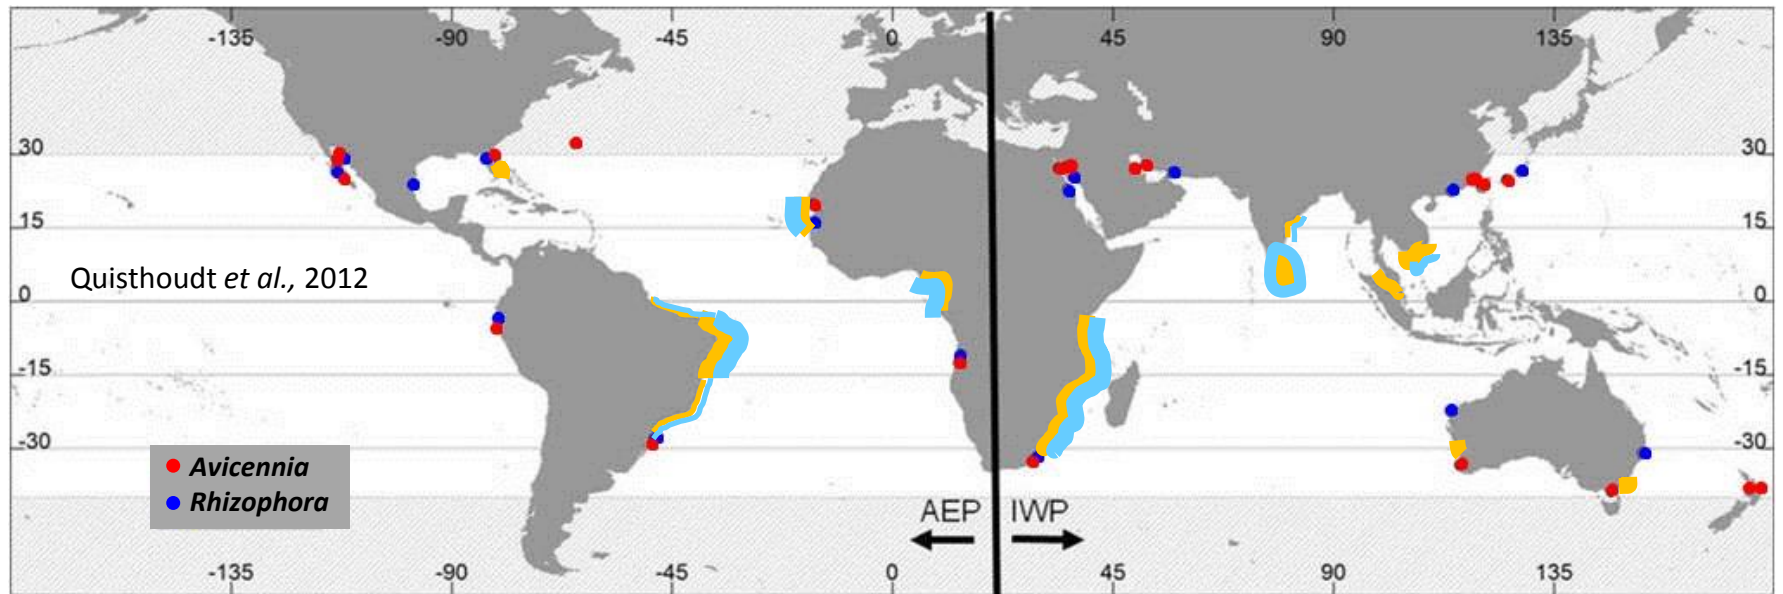 -135 -90 -45 0 45 90 135
30 30
15 15
Quisthoudt et al., 2012
0 0
-15 -15
-30 -30
Avicennia
Rhizophora
AEP IWP
-135 -90 -45 0 45 90 135